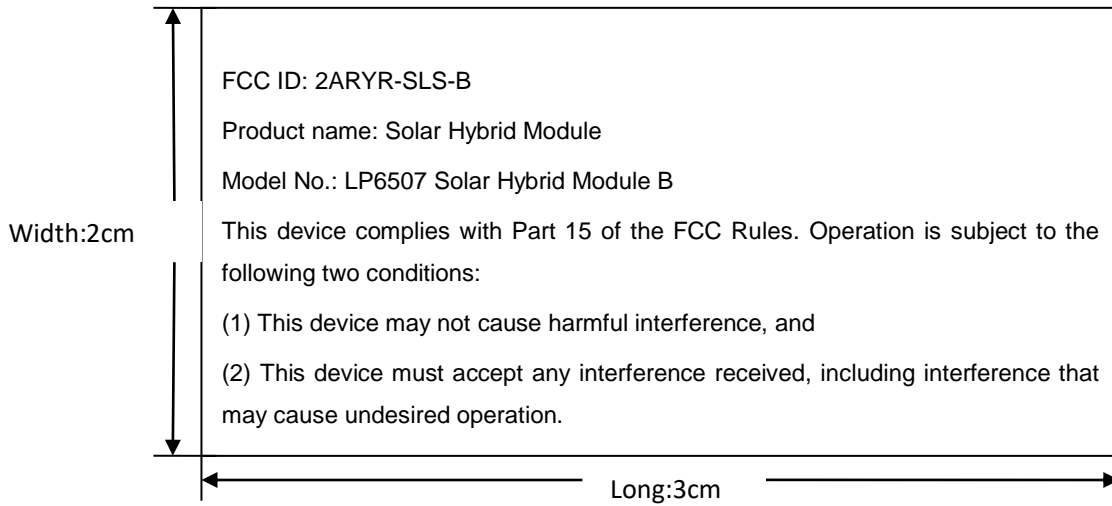 FCC ID: 2ARYR-SLS-B
Product name: Solar Hybrid Module
Model No.: LP6507 Solar Hybrid Module B
Width:2cm
This device complies with Part 15 of the FCC Rules. Operation is subject to the
following two conditions:
(1) This device may not cause harmful interference, and
(2) This device must accept any interference received, including interference that
may cause undesired operation.
Long:3cm